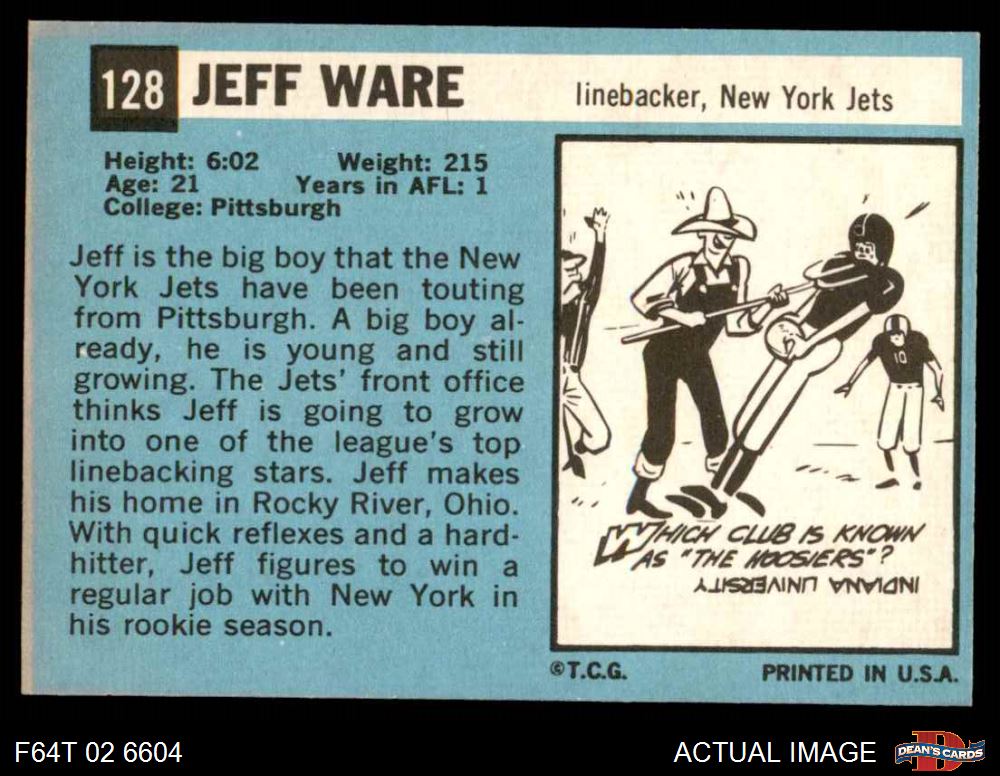 128 JEFF WARE linebacker, New York Jets
Height: 6:02 Weight: 215
Age: 21 Years in AFL: 1
College: Pittsburgh
Jeff is the big boy that the New
York Jets have been touting
from Pittsburgh. A big boy al-
ready, he is young and still
growing. The Jets' front office
thinks Jeff is going to grow
into one of the league's top
linebacking stars. Jeff makes
his home in Rocky River, Ohio.
With quick reflexes and a hard-
hitter, Jeff figures to win a
regular job with New York in
his rookie season.
10
WHICH CLUB IS KNOWN
AS "THE HOOSIERS"?
INDIANA UNIVERSITY
©T.C.G. PRINTED IN U.S.A.
F64T 02 6604 ACTUAL IMAGE D DEAN'S CARDS